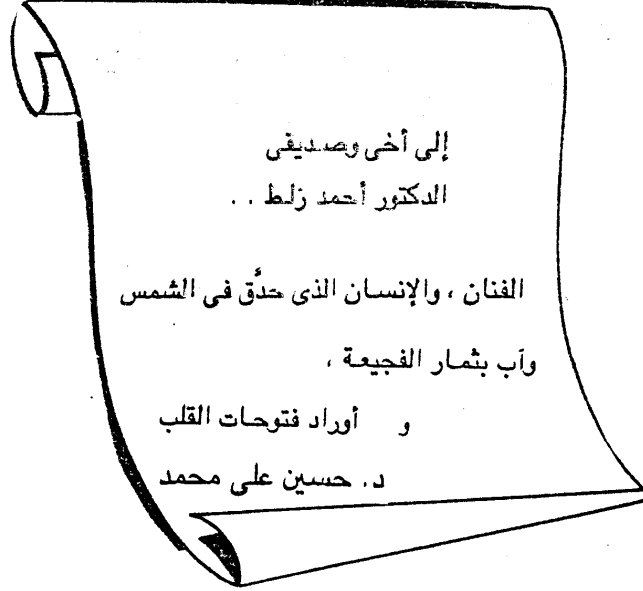 إلى أخى وصديقى
الدكتور أحمد زلط . .
الفنان ، والإنسان الذى حدَّق فى الشمس
وآب بثمار الفجيعة ،
و أوراد فتوحات القلب
د. حسين على محمد